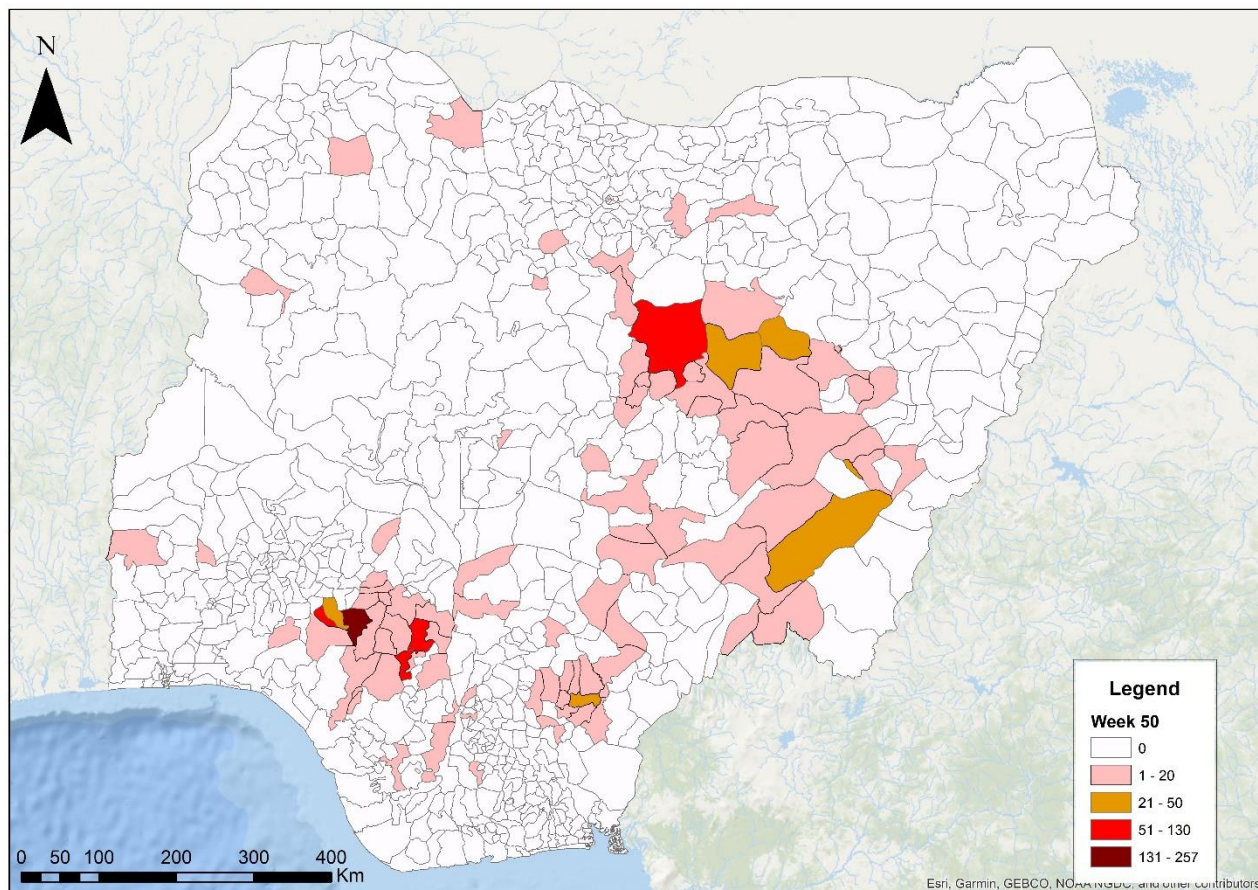 N
Legend
Week 50
0
1 - 20
21 - 50
51 - 130
131 - 257
0 50 100 200 300 400
Km
Esri, Garmin, GEBCO, NOAA NGDC, and other contributors